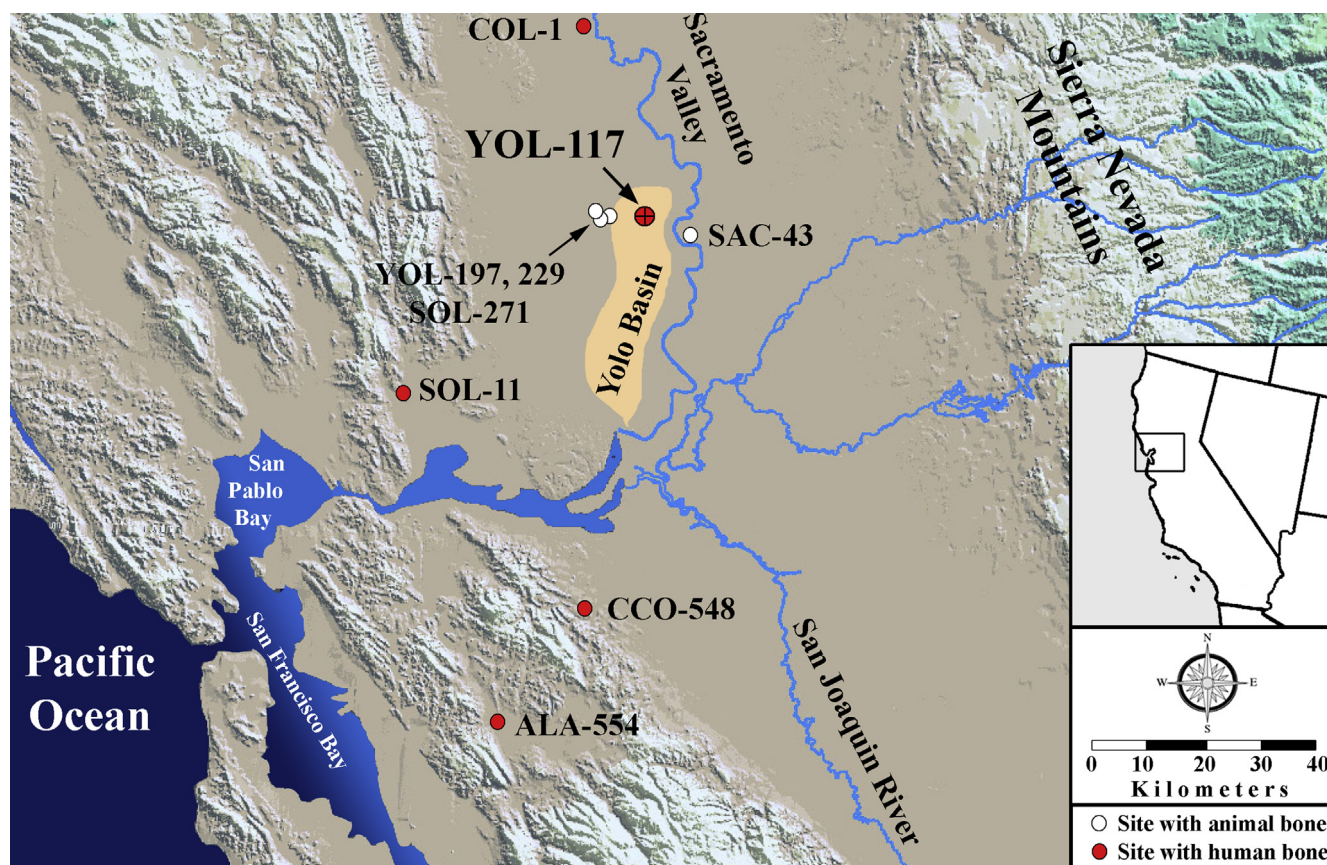 COL-1
Sacramento
Valley
Sierra Nevada
Mountains
YOL-117
SAC-43
YOL-197, 229
SOL-271
Yolo Basin
SOL-11
San
Pablo
Bay
CCO-548
San Francisco Bay
Pacific
Ocean
ALA-554
San Joaquin River
N
W E
S
0 10 20 30 40
Kilometers
Site with animal bone
Site with human bone